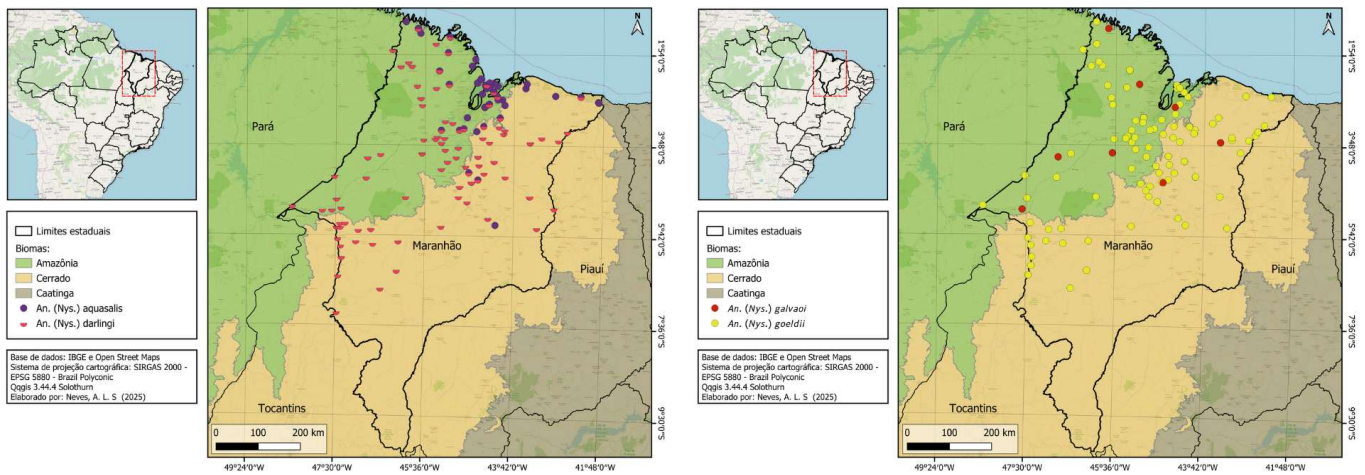 N
1°54'0"S
Pará
3°48'0"S
5°42'0"S
Maranhão
Piauí
7°36'0"S
Tocantins
9°30'0"S
0 100 200 km
49°24'0"W 47°30'0"W 45°36'0"W 43°42'0"W 41°48'0"W
Limites estaduais
Biomas:
Amazônia
Cerrado
Caatinga
An. (Nys.) aquasalis
An. (Nys.) darlingi
Base de dados: IBGE e Open Street Maps
Sistema de projeção cartográfica: SIRGAS 2000 -
EPSG 5880 - Brazil Polyconic
Qqgis 3.44.4 Solothurn
Elaborado por: Neves, A. L. S (2025)
N
1°54'0"S
Pará
3°48'0"S
5°42'0"S
Maranhão
Piauí
7°36'0"S
Tocantins
9°30'0"S
0 100 200 km
49°24'0"W 47°30'0"W 45°36'0"W 43°42'0"W 41°48'0"W
Limites estaduais
Biomas:
Amazônia
Cerrado
Caatinga
An. (Nys.) galvaoi
An. (Nys.) goeldii
Base de dados: IBGE e Open Street Maps
Sistema de projeção cartográfica: SIRGAS 2000 -
EPSG 5880 - Brazil Polyconic
Qqgis 3.44.4 Solothurn
Elaborado por: Neves, A. L. S (2025)